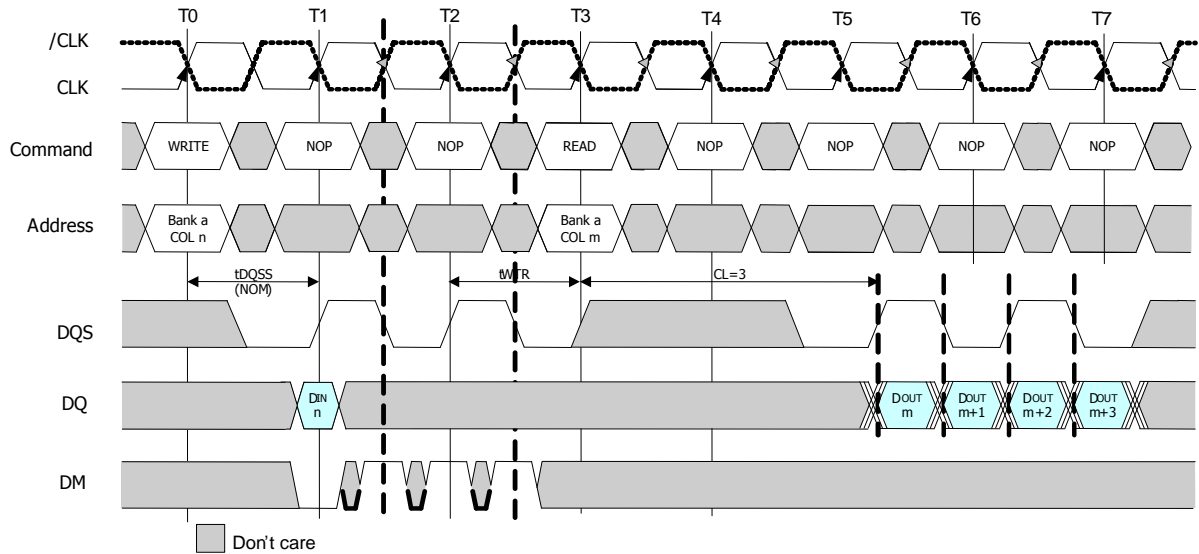 T0 T1 T2 T3 T4 T5 T6 T7
/CLK
CLK
Command WRITE NOP NOP READ NOP NOP NOP NOP
Address Bank a COL n Bank a COL m
tDQSS (NOM) tWTR CL=3
DQS
DQ DIN n DOUT m DOUT m+1 DOUT m+2 DOUT m+3
DM
Don't care